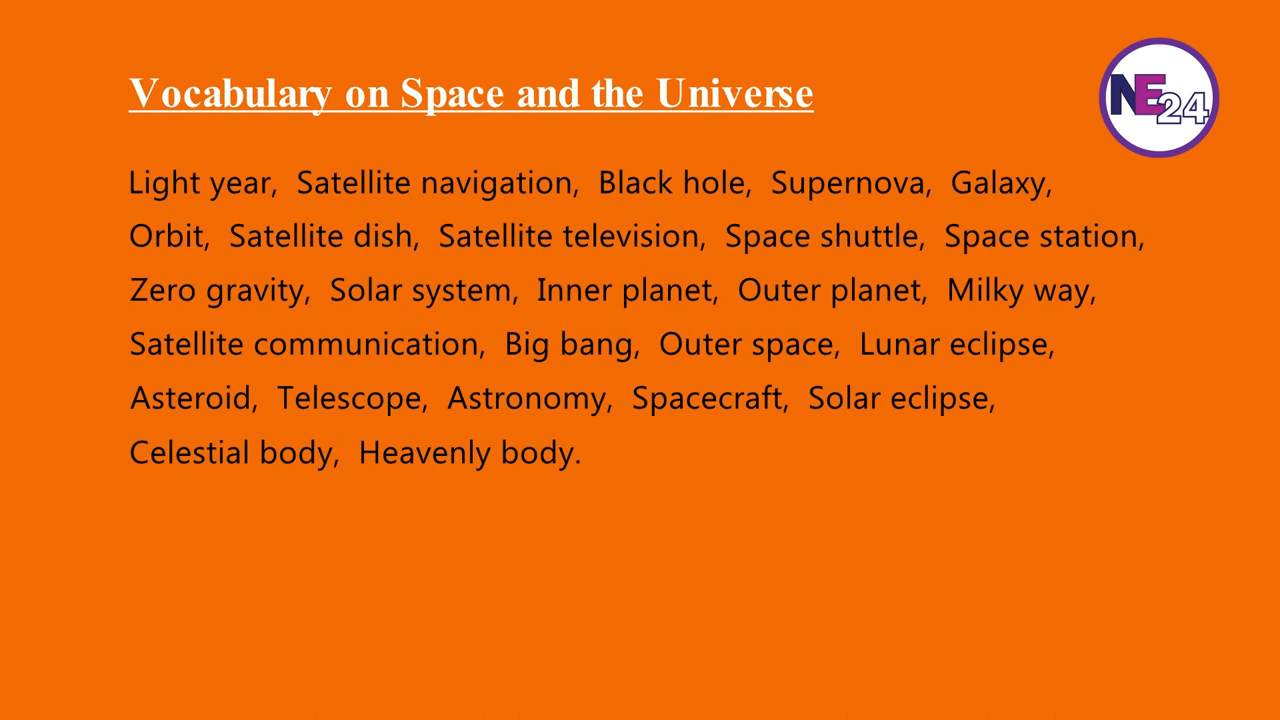 Vocabulary on Space and the Universe
NE24
Light year, Satellite navigation, Black hole, Supernova, Galaxy,
Orbit, Satellite dish, Satellite television, Space shuttle, Space station,
Zero gravity, Solar system, Inner planet, Outer planet, Milky way,
Satellite communication, Big bang, Outer space, Lunar eclipse,
Asteroid, Telescope, Astronomy, Spacecraft, Solar eclipse,
Celestial body, Heavenly body.